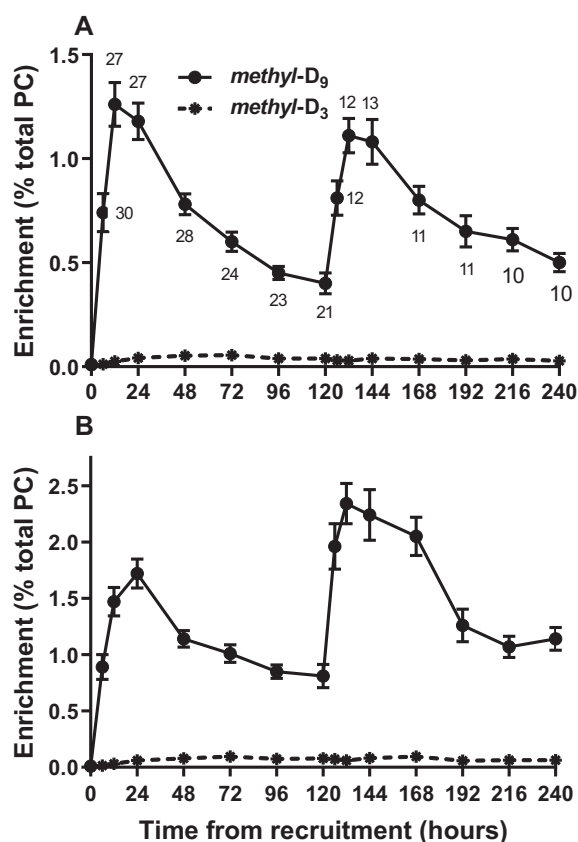 A
Enrichment (% total PC)
1.5
1.0
0.5
0.0
27
27
30
28
24
23
21
12
12
13
11
11
10
10
methyl-D9
methyl-D3
0 24 48 72 96 120 144 168 192 216 240
B
Enrichment (% total PC)
2.5
2.0
1.5
1.0
0.5
0.0
0 24 48 72 96 120 144 168 192 216 240
Time from recruitment (hours)